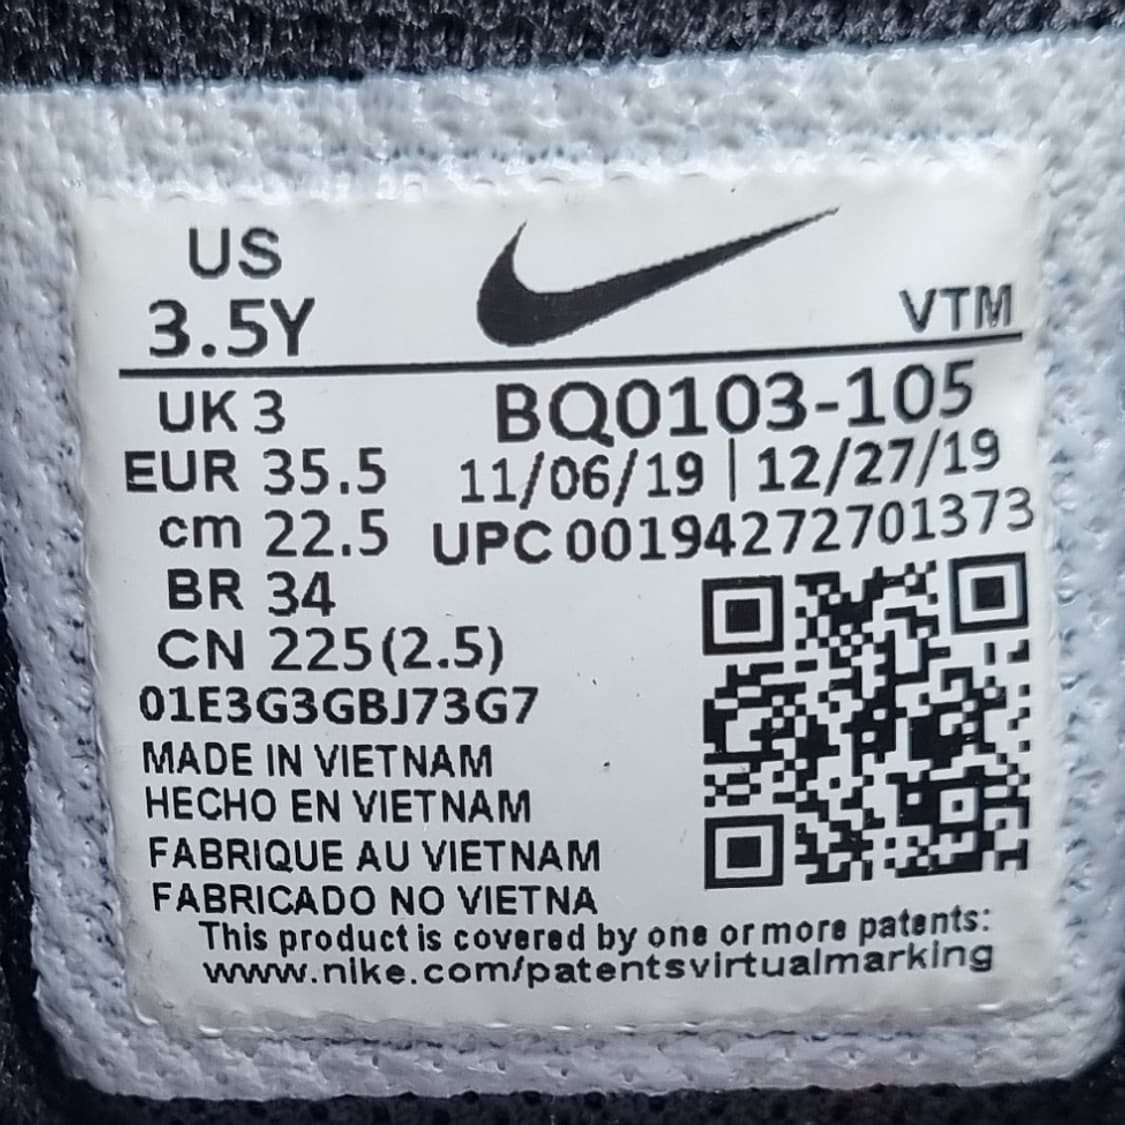 US
3.5Y
VTM
UK 3
BQ0103-105
EUR 35.5
11/06/19 | 12/27/19
cm 22.5
UPC 00194272701373
BR 34
CN 225(2.5)
01E3G3GBJ73G7
MADE IN VIETNAM
HECHO EN VIETNAM
FABRIQUE AU VIETNAM
FABRICADO NO VIETNA
This product is covered by one or more patents:
www.nike.com/patentsvirtualmarking